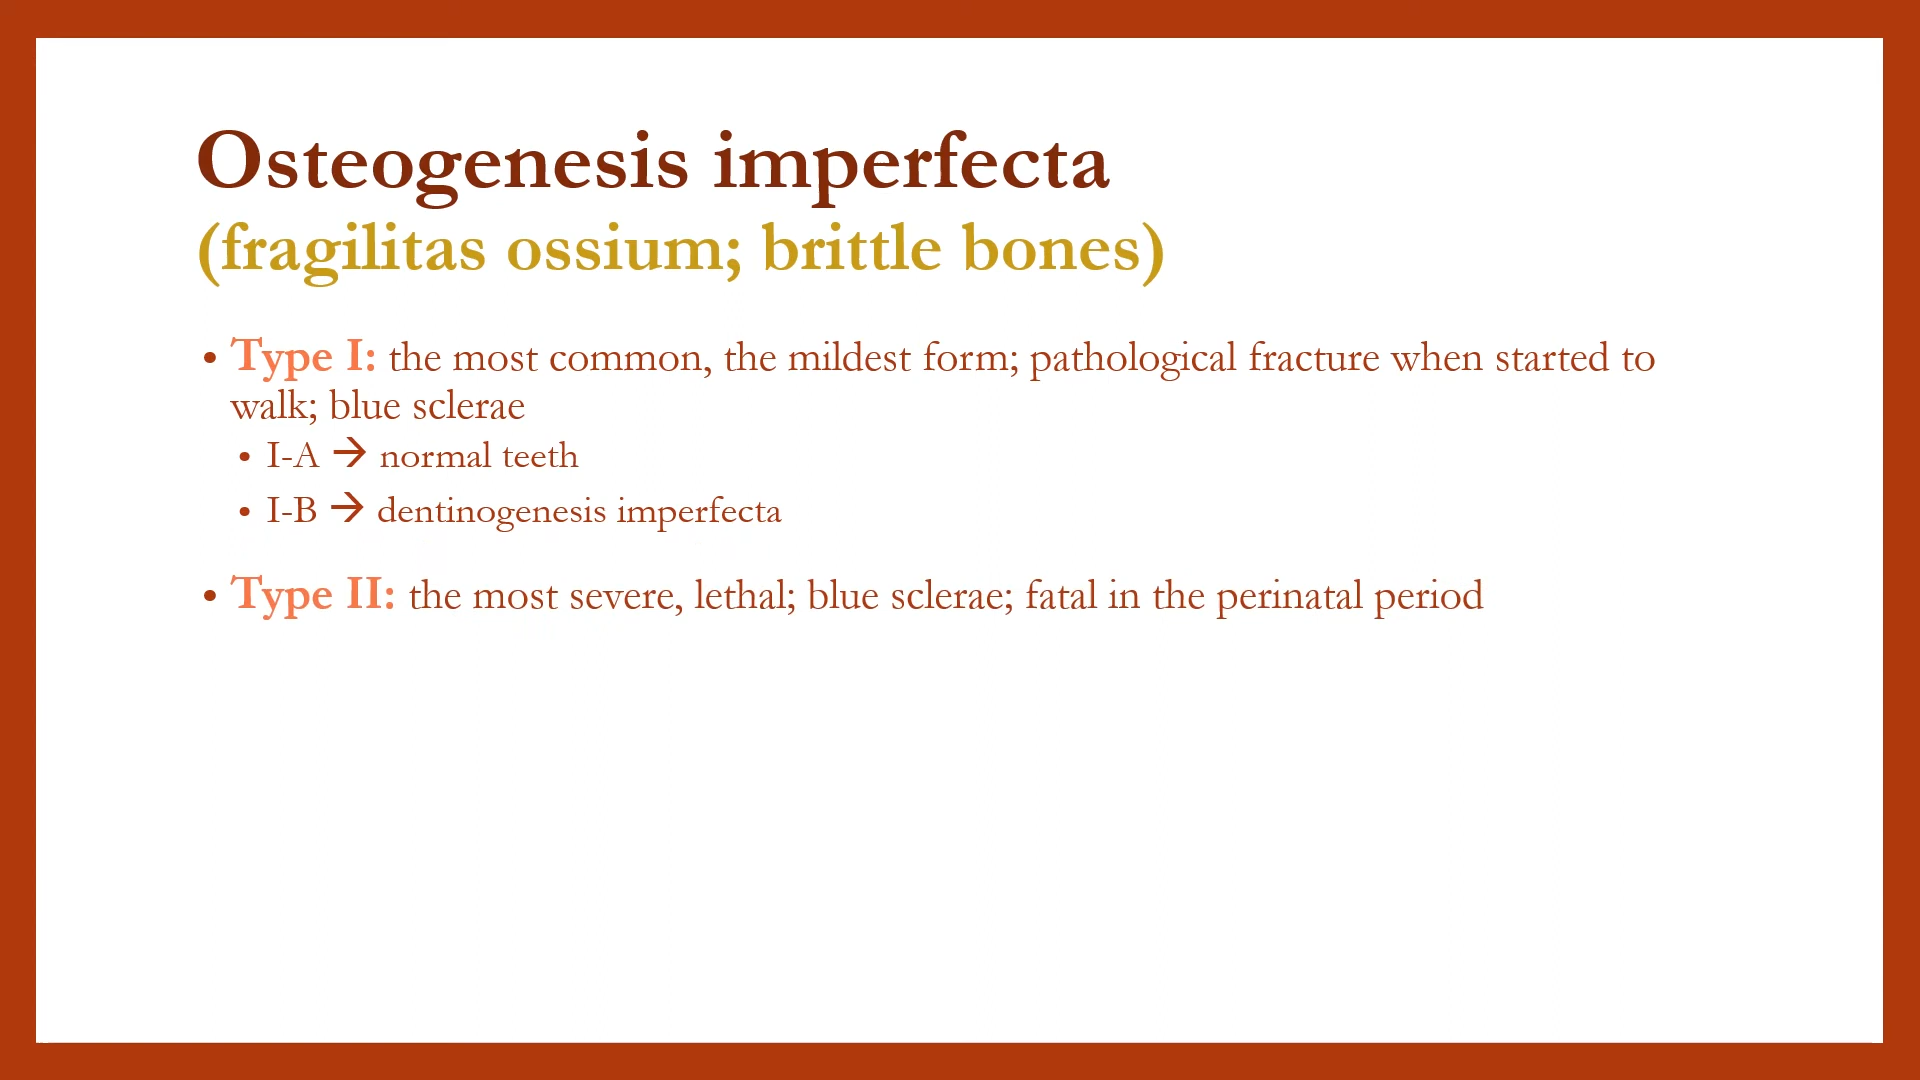 Osteogenesis imperfecta
(fragilitas ossium; brittle bones)
• Type I: the most common, the mildest form; pathological fracture when started to
walk; blue sclerae
• I-A → normal teeth
• I-B → dentinogenesis imperfecta
• Type II: the most severe, lethal; blue sclerae; fatal in the perinatal period